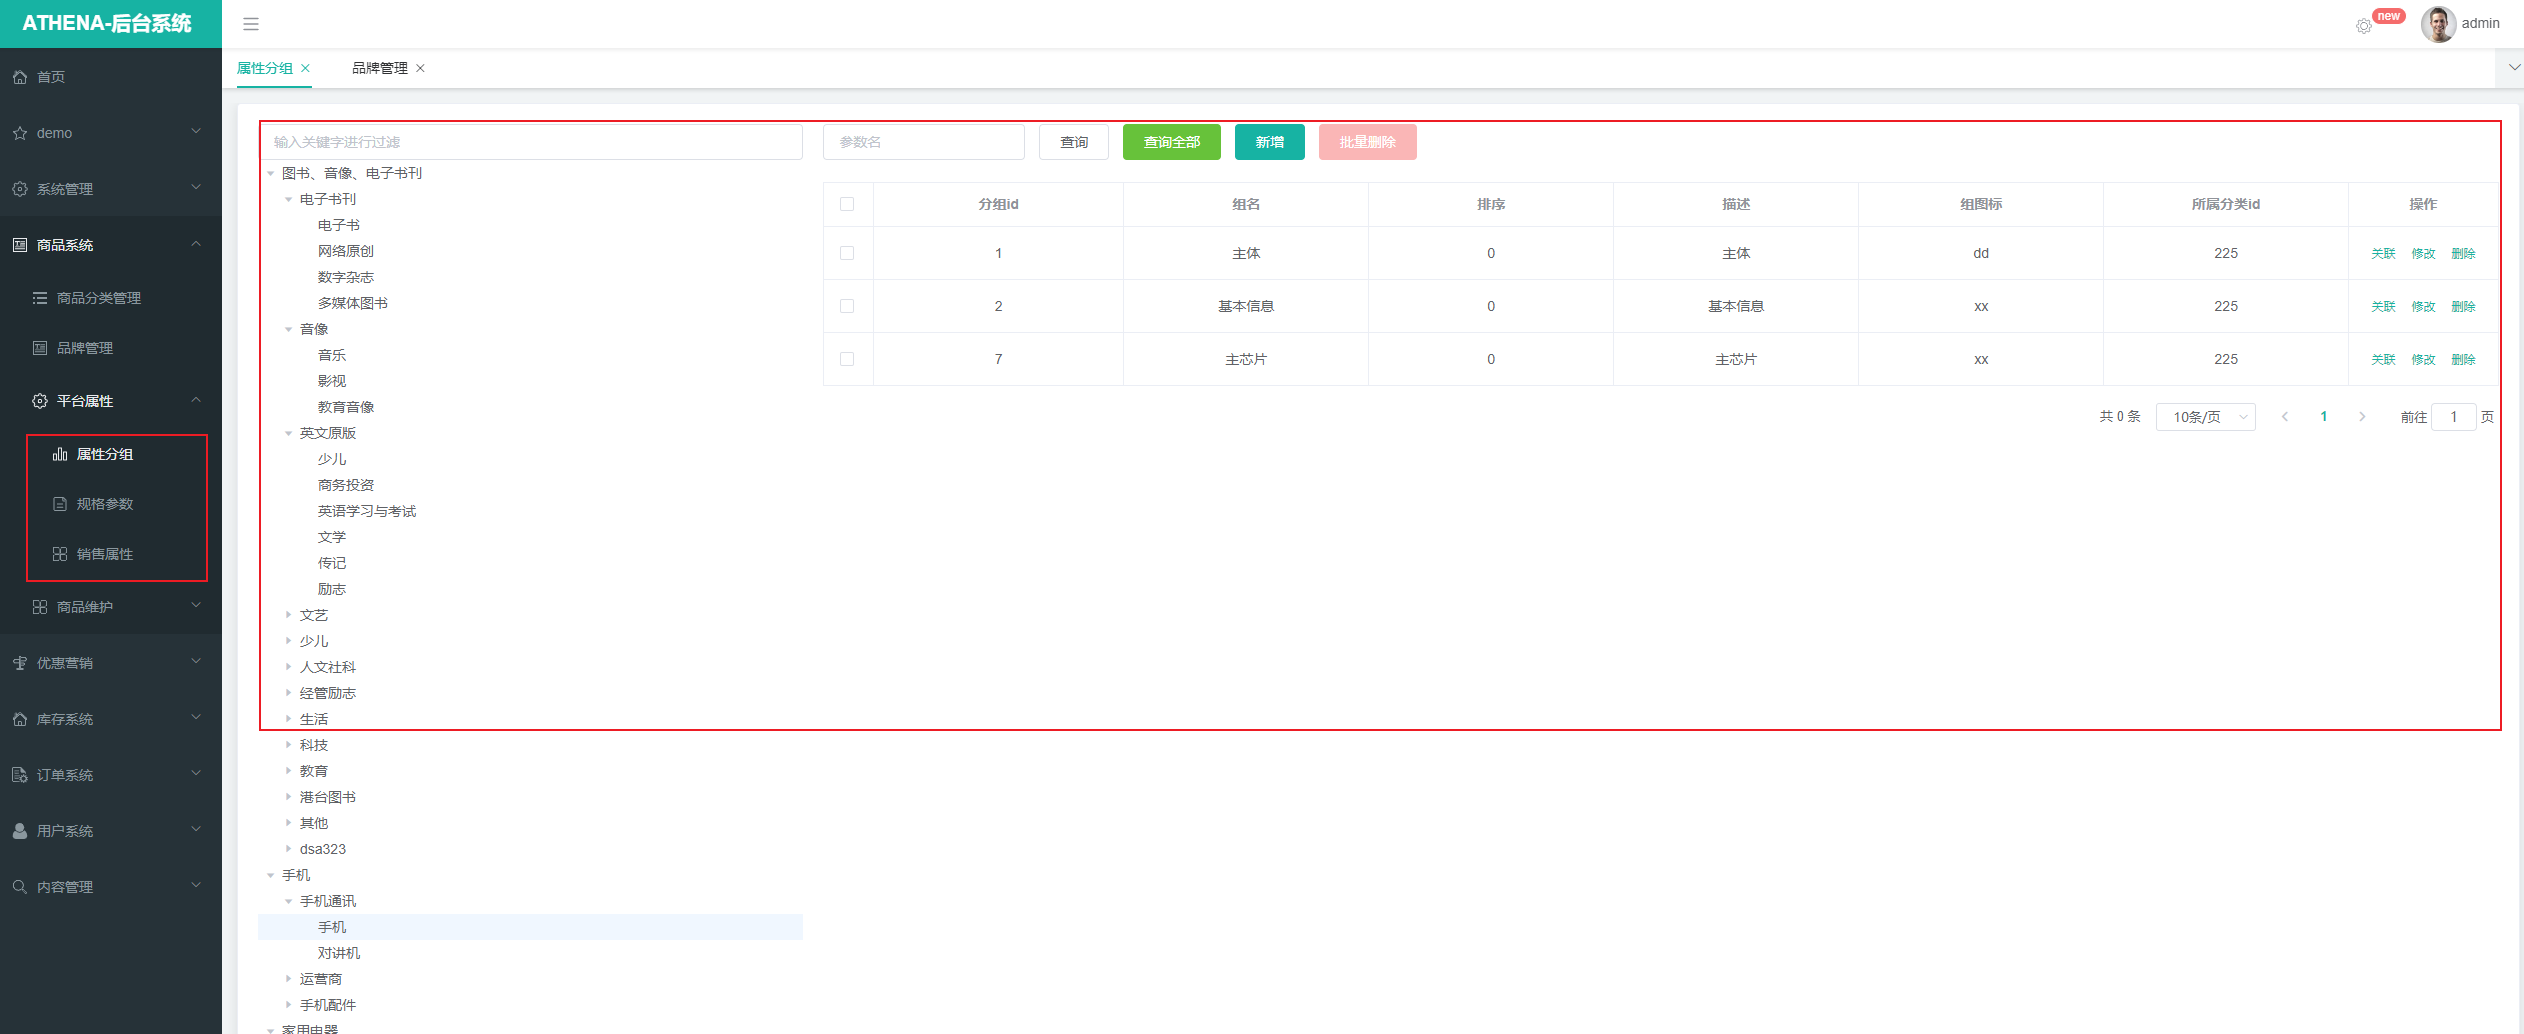 ATHENA-后台系统
new
admin
首页
demo
系统管理
商品系统
商品分类管理
品牌管理
平台属性
属性分组
规格参数
销售属性
商品维护
优惠营销
库存系统
订单系统
用户系统
内容管理
属性分组 品牌管理
输入关键字进行过滤
图书、音像、电子书刊
电子书刊
电子书
网络原创
数字杂志
多媒体图书
音像
音乐
影视
教育音像
英文原版
少儿
商务投资
英语学习与考试
文学
传记
励志
文艺
少儿
人文社科
经管励志
生活
科技
教育
港台图书
其他
dsa323
手机
手机通讯
手机
对讲机
运营商
手机配件
家用电器
参数名 查询 查询全部 新增 批量删除
分组id 组名 排序 描述 组图标 所属分类id 操作
1 主体 0 主体 dd 225 关联 修改 删除
2 基本信息 0 基本信息 xx 225 关联 修改 删除
7 主芯片 0 主芯片 xx 225 关联 修改 删除
共 0 条 10条/页 1 前往 1 页